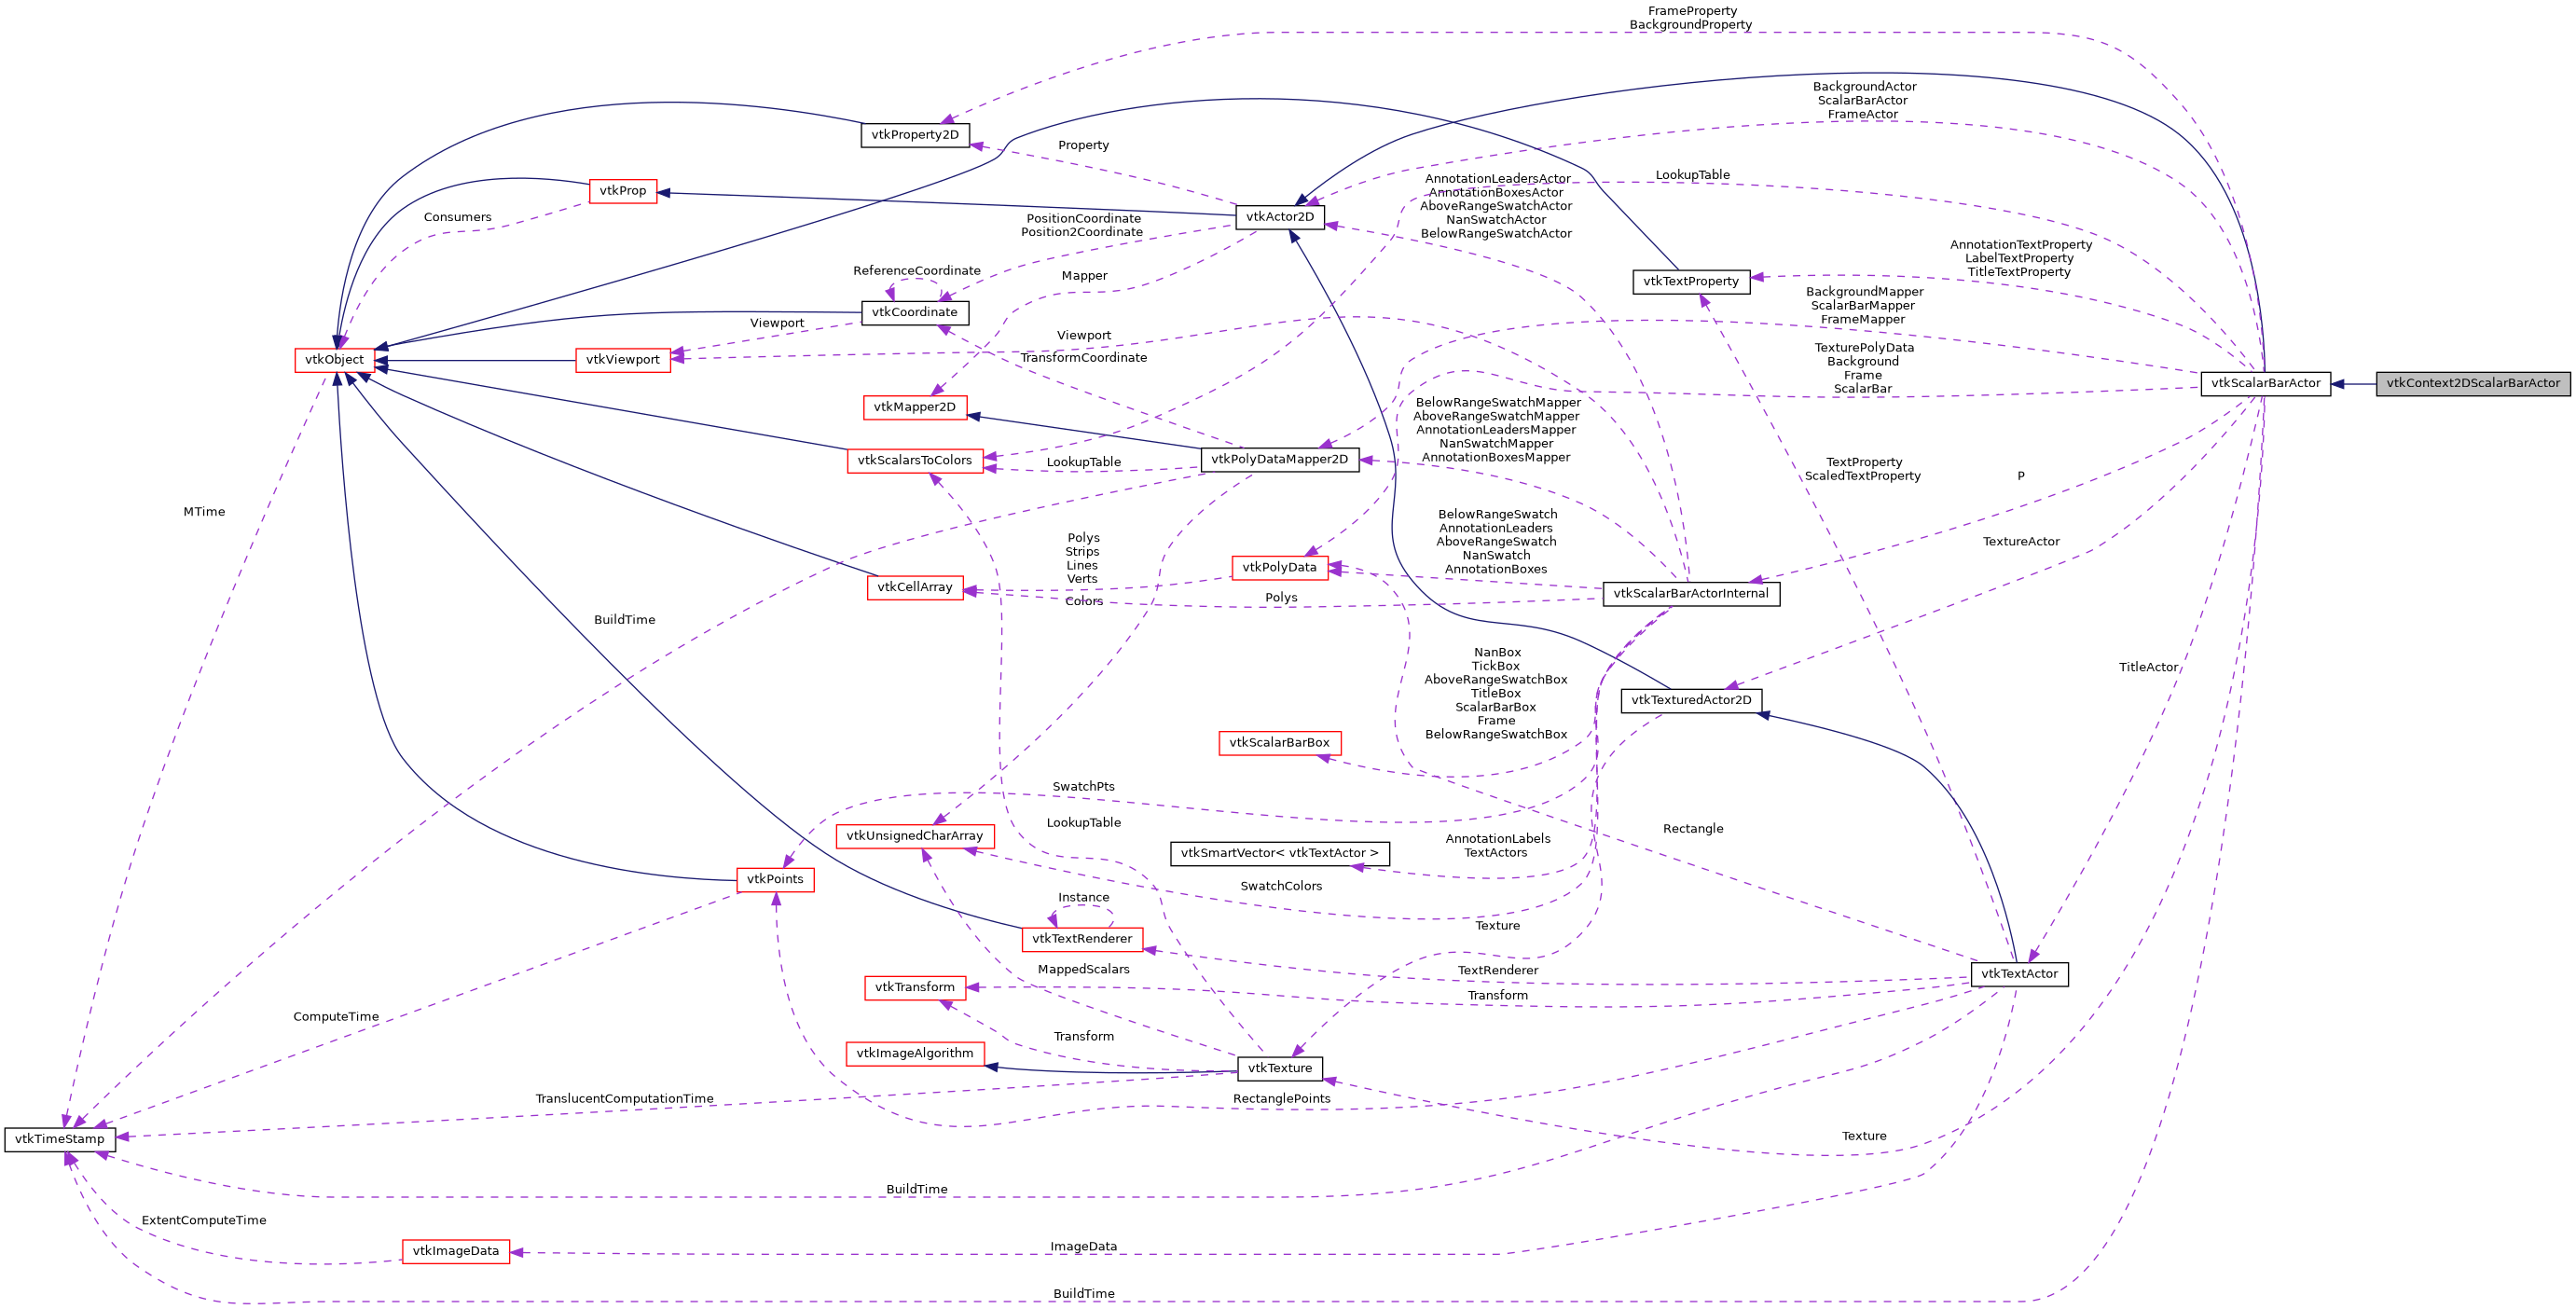 FrameProperty
BackgroundProperty
BackgroundActor
ScalarBarActor
FrameActor
vtkProperty2D
Property
LookupTable
AnnotationLeadersActor
AnnotationBoxesActor
AboveRangeSwatchActor
NanSwatchActor
BelowRangeSwatchActor
vtkProp
Consumers
vtkActor2D
PositionCoordinate
Position2Coordinate
AnnotationTextProperty
LabelTextProperty
TitleTextProperty
ReferenceCoordinate
Mapper
vtkTextProperty
BackgroundMapper
ScalarBarMapper
FrameMapper
vtkCoordinate
Viewport
Viewport
vtkObject
vtkViewport
TransformCoordinate
TexturePolyData
Background
Frame
ScalarBar
vtkScalarBarActor
vtkContext2DScalarBarActor
vtkMapper2D
BelowRangeSwatchMapper
AboveRangeSwatchMapper
AnnotationLeadersMapper
NanSwatchMapper
AnnotationBoxesMapper
vtkScalarsToColors
LookupTable
vtkPolyDataMapper2D
TextProperty
ScaledTextProperty
P
MTime
BelowRangeSwatch
AnnotationLeaders
AboveRangeSwatch
NanSwatch
AnnotationBoxes
Polys
Strips
Lines
Verts
TextureActor
vtkPolyData
vtkCellArray
Colors
Polys
vtkScalarBarActorInternal
BuildTime
NanBox
TickBox
AboveRangeSwatchBox
TitleBox
ScalarBarBox
Frame
BelowRangeSwatchBox
TitleActor
vtkTexturedActor2D
vtkScalarBarBox
SwatchPts
LookupTable
Rectangle
vtkUnsignedCharArray
AnnotationLabels
TextActors
vtkSmartVector< vtkTextActor >
vtkPoints
SwatchColors
Instance
Texture
vtkTextRenderer
MappedScalars
TextRenderer
vtkTextActor
vtkTransform
Transform
ComputeTime
Transform
vtkImageAlgorithm
vtkTexture
TranslucentComputationTime
RectanglePoints
vtkTimeStamp
Texture
BuildTime
ExtentComputeTime
vtkImageData
ImageData
BuildTime